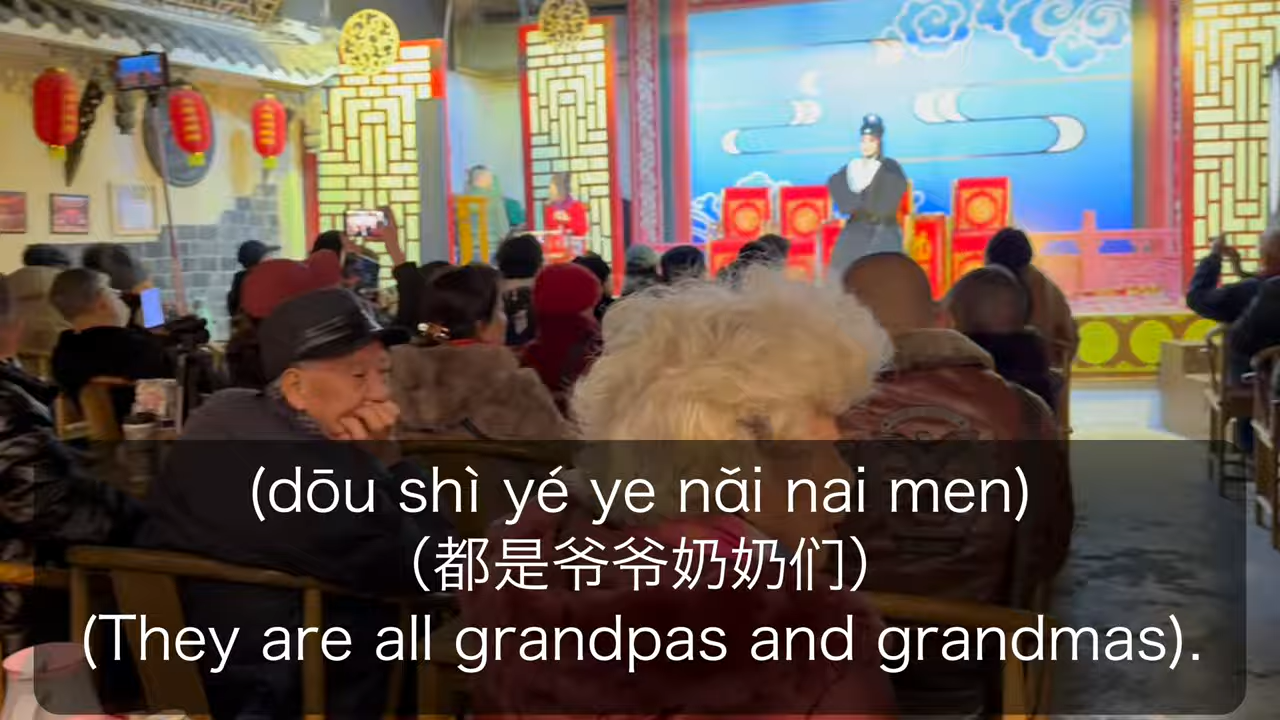 (dōu shì yé ye nǎi nai men)
（都是爷爷奶奶们）
(They are all grandpas and grandmas).